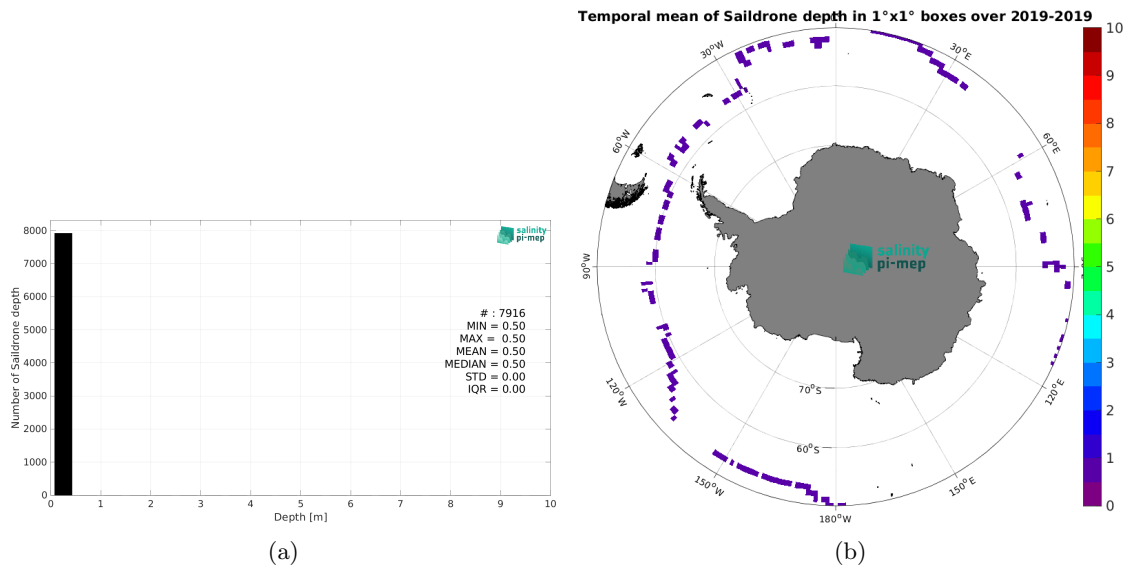 8000
7000
6000
5000
4000
3000
2000
1000
0
Number of Saildrone depth
salinity
pi-mep
# : 7916
MIN = 0.50
MAX = 0.50
MEAN = 0.50
MEDIAN = 0.50
STD = 0.00
IQR = 0.00
0 1 2 3 4 5 6 7 8 9 10
Depth [m]
(a)
Temporal mean of Saildrone depth in 1°x1° boxes over 2019-2019
30°W
30°E
60°W
60°E
90°W
120°W
120°E
150°W
150°E
180°W
70°S
60°S
salinity
pi-mep
10
9
8
7
6
5
4
3
2
1
0
(b)